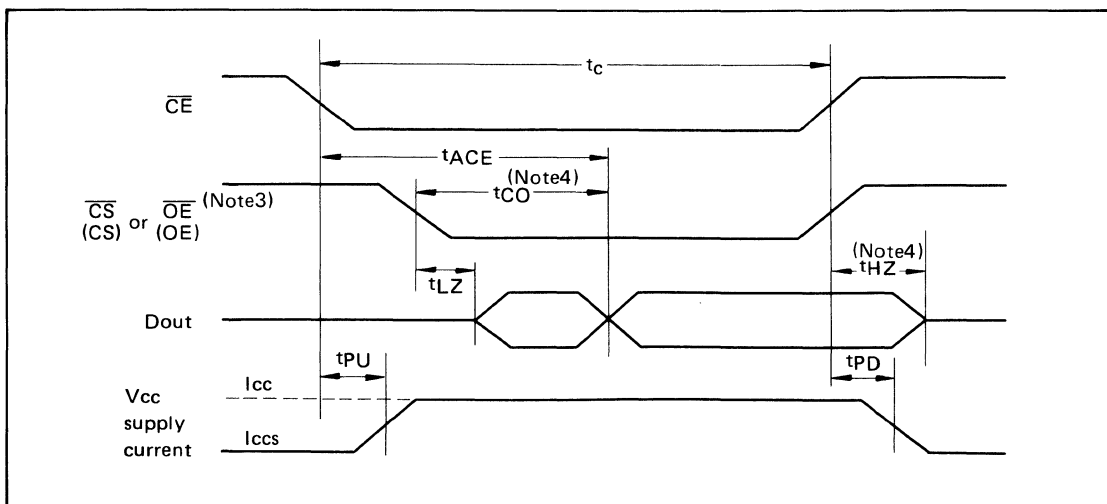 tc
CE
tACE
(Note4)
tCO
CS or OE (Note3)
(CS) (OE)
(Note4)
tHZ
tLZ
Dout
tPU
tPD
Vcc
supply
current
Icc
Iccs